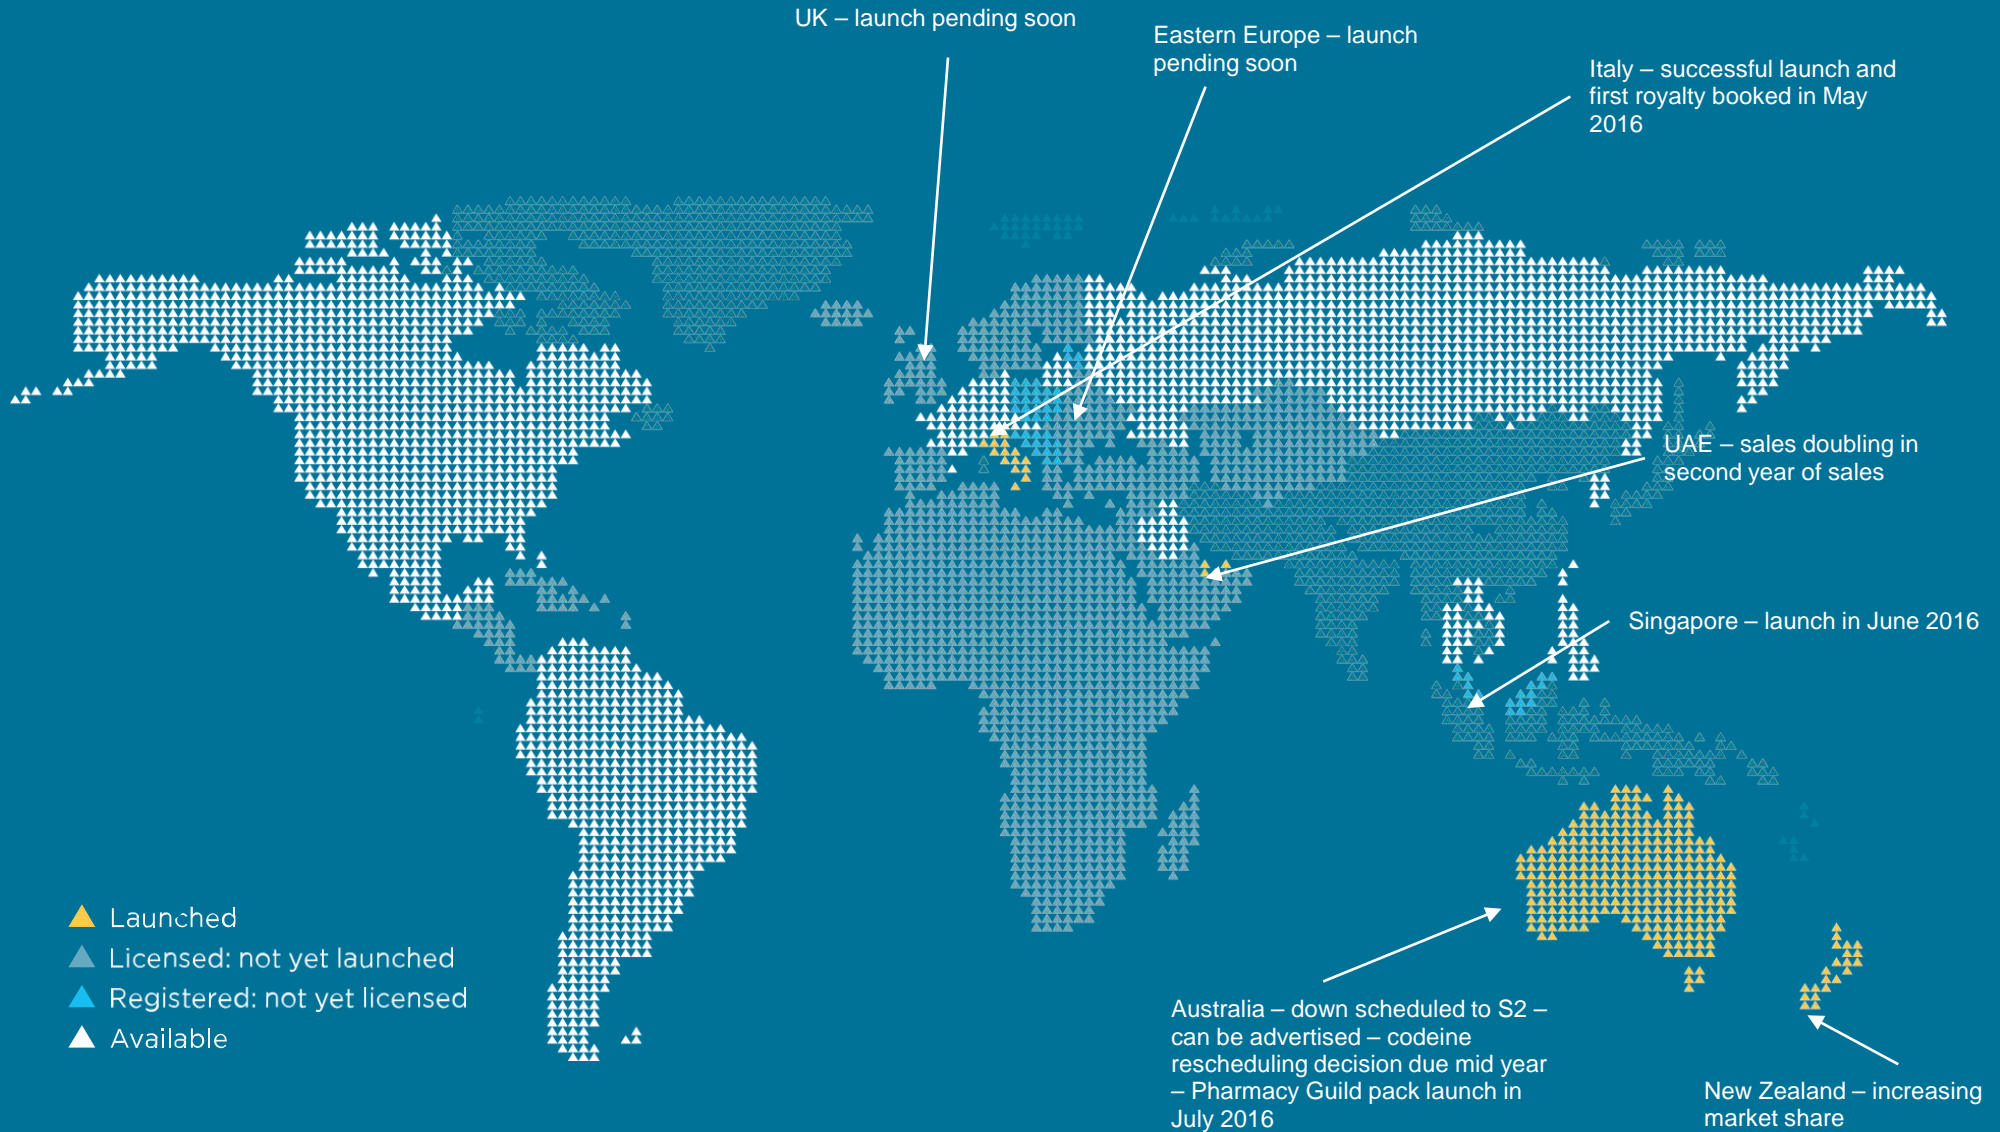 UK – launch pending soon
Eastern Europe – launch
pending soon
Italy – successful launch and
first royalty booked in May
2016
UAE – sales doubling in
second year of sales
Singapore – launch in June 2016
Launched
Licensed: not yet launched
Registered: not yet licensed
Available
Australia – down scheduled to S2 –
can be advertised – codeine
rescheduling decision due mid year
– Pharmacy Guild pack launch in
July 2016
New Zealand – increasing
market share